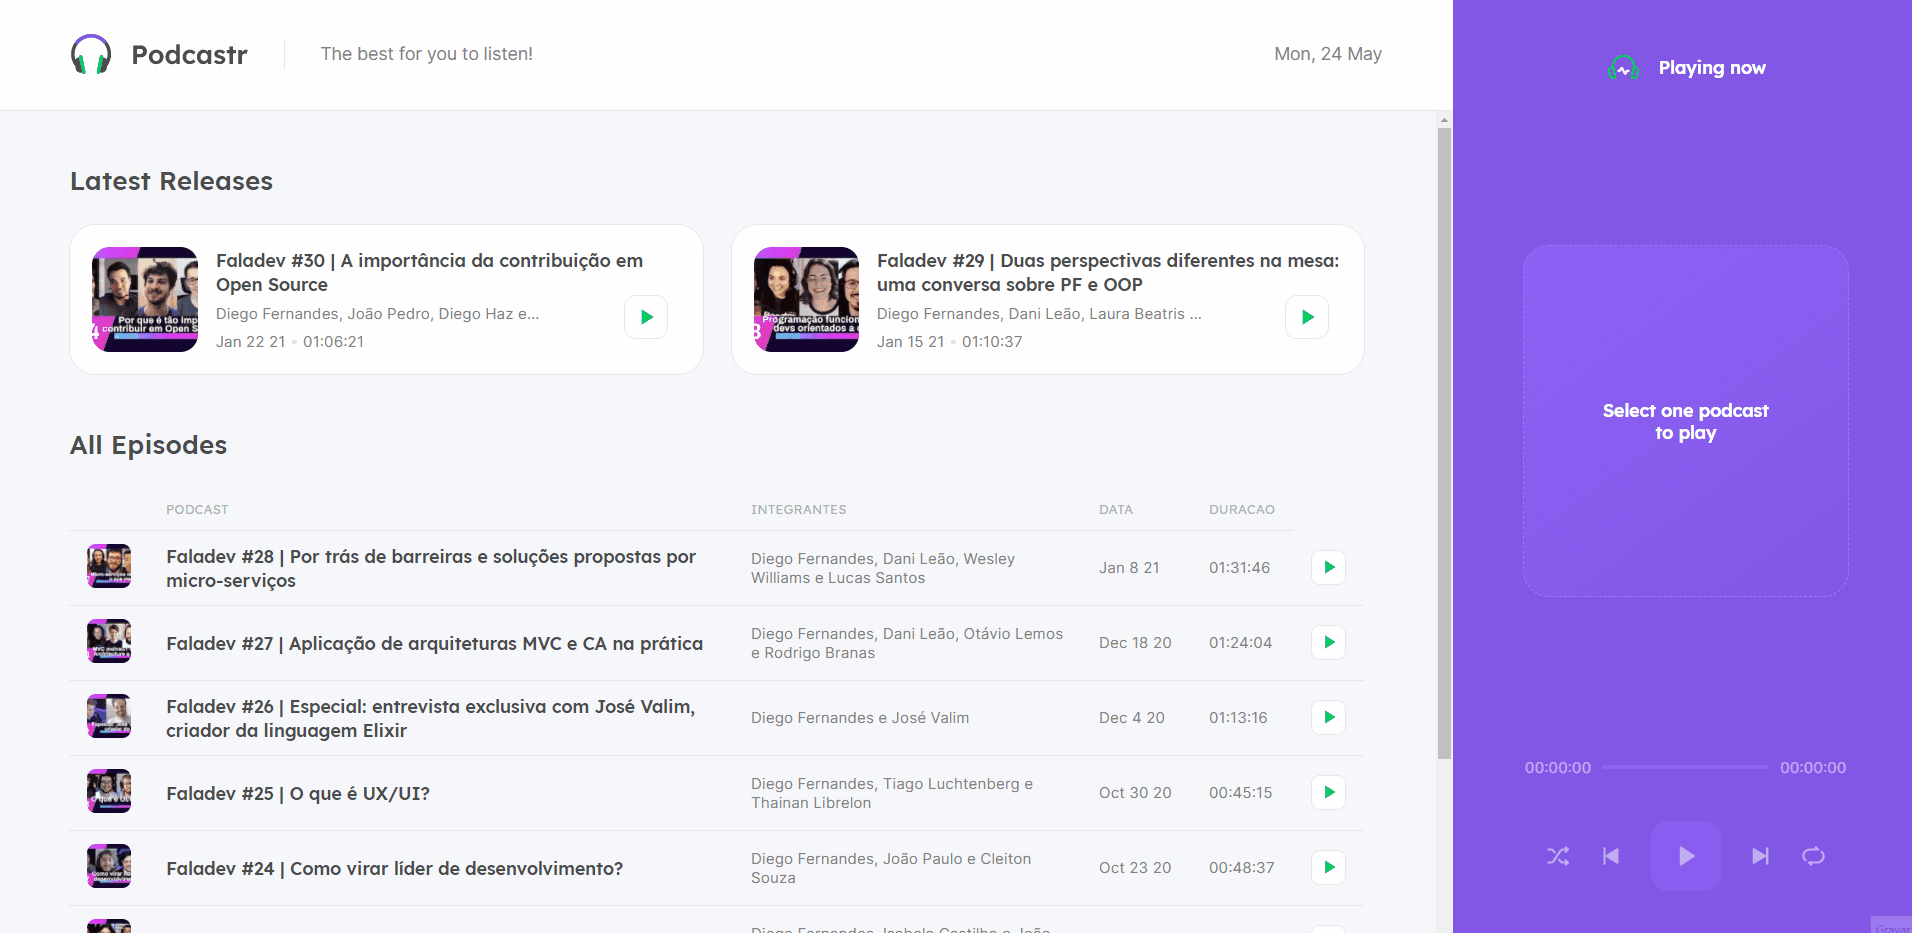 Podcastr
The best for you to listen!
Mon, 24 May
Playing now
Latest Releases
Faladev #30 | A importância da contribuição em
Open Source
Diego Fernandes, João Pedro, Diego Haz e...
Jan 22 21
01:06:21
Por que é tão imp
contribuir em Open S
Faladev #29 | Duas perspectivas diferentes na mesa:
uma conversa sobre PF e OOP
Diego Fernandes, Dani Leão, Laura Beatris ...
Jan 15 21
01:10:37
Programação funcion
devs orientados a
Select one podcast
to play
All Episodes
PODCAST
INTEGRANTES
DATA
DURACAO
Faladev #28 | Por trás de barreiras e soluções propostas por
micro-serviços
Diego Fernandes, Dani Leão, Wesley
Williams e Lucas Santos
Jan 8 21
01:31:46
Faladev #27 | Aplicação de arquiteturas MVC e CA na prática
Diego Fernandes, Dani Leão, Otávio Lemos
e Rodrigo Branas
Dec 18 20
01:24:04
Faladev #26 | Especial: entrevista exclusiva com José Valim,
criador da linguagem Elixir
Diego Fernandes e José Valim
Dec 4 20
01:13:16
Faladev #25 | O que é UX/UI?
Diego Fernandes, Tiago Luchtenberg e
Thainan Librelon
Oct 30 20
00:45:15
Faladev #24 | Como virar líder de desenvolvimento?
Diego Fernandes, João Paulo e Cleiton
Souza
Oct 23 20
00:48:37
Diego Fernandes, Isabela Castilho e João
00:00:00
00:00:00
Gravar